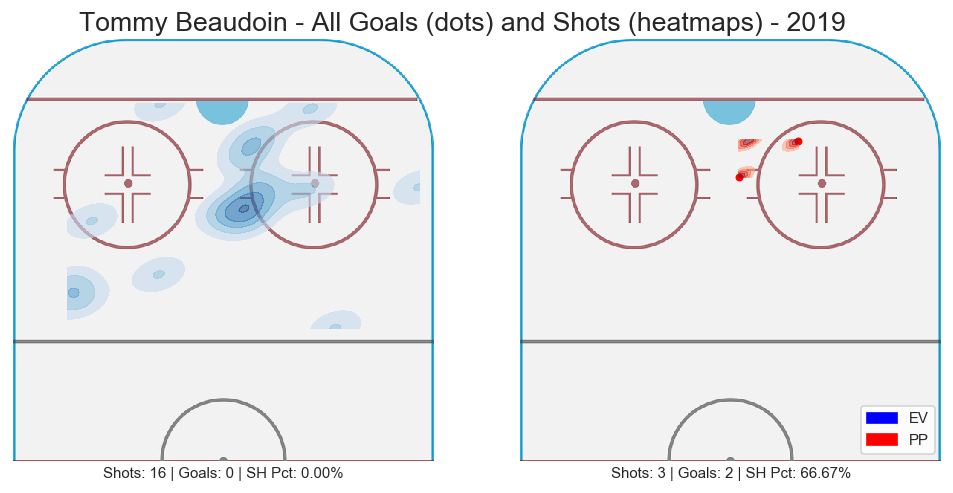 Tommy Beaudoin - All Goals (dots) and Shots (heatmaps) - 2019
EV
PP
Shots: 16 | Goals: 0 | SH Pct: 0.00%
Shots: 3 | Goals: 2 | SH Pct: 66.67%